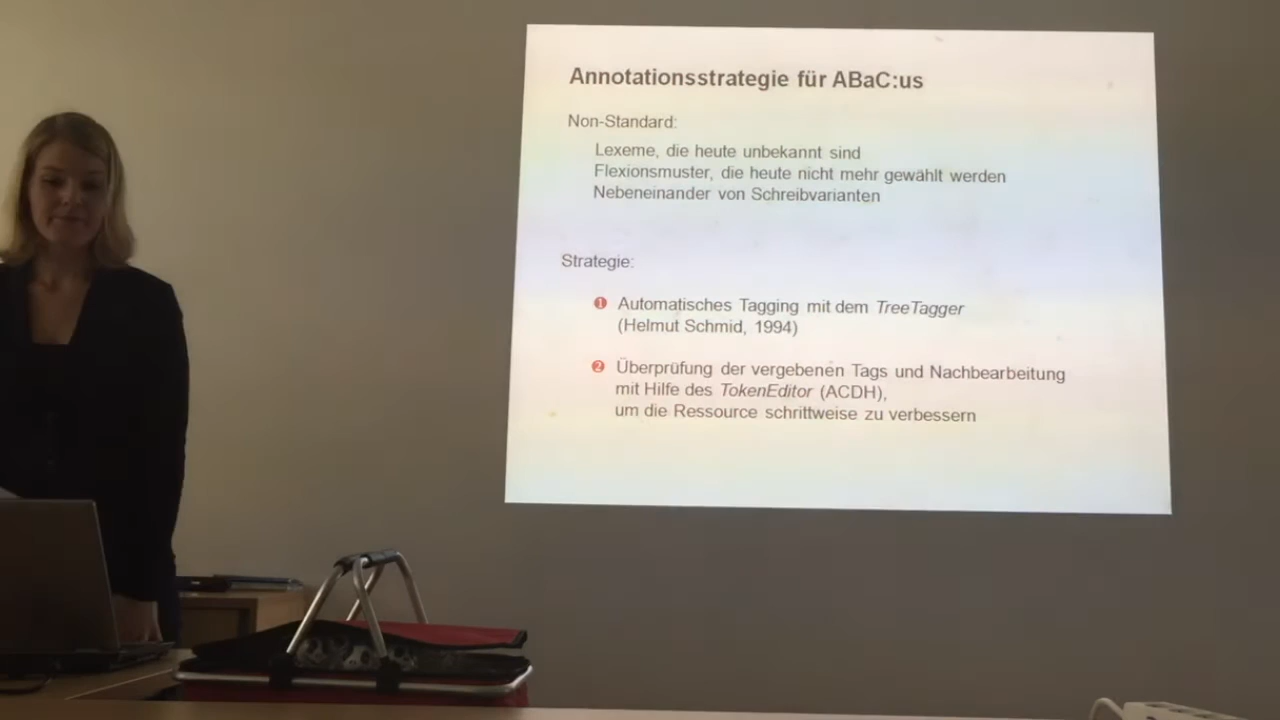 Annotationsstrategie für ABaC:us
Non-Standard:
Lexeme, die heute unbekannt sind
Flexionsmuster, die heute nicht mehr gewählt werden
Nebeneinander von Schreibvarianten
Strategie:
❶ Automatisches Tagging mit dem TreeTagger
(Helmut Schmid, 1994)
❷ Überprüfung der vergebenen Tags und Nachbearbeitung
mit Hilfe des TokenEditor (ACDH),
um die Ressource schrittweise zu verbessern